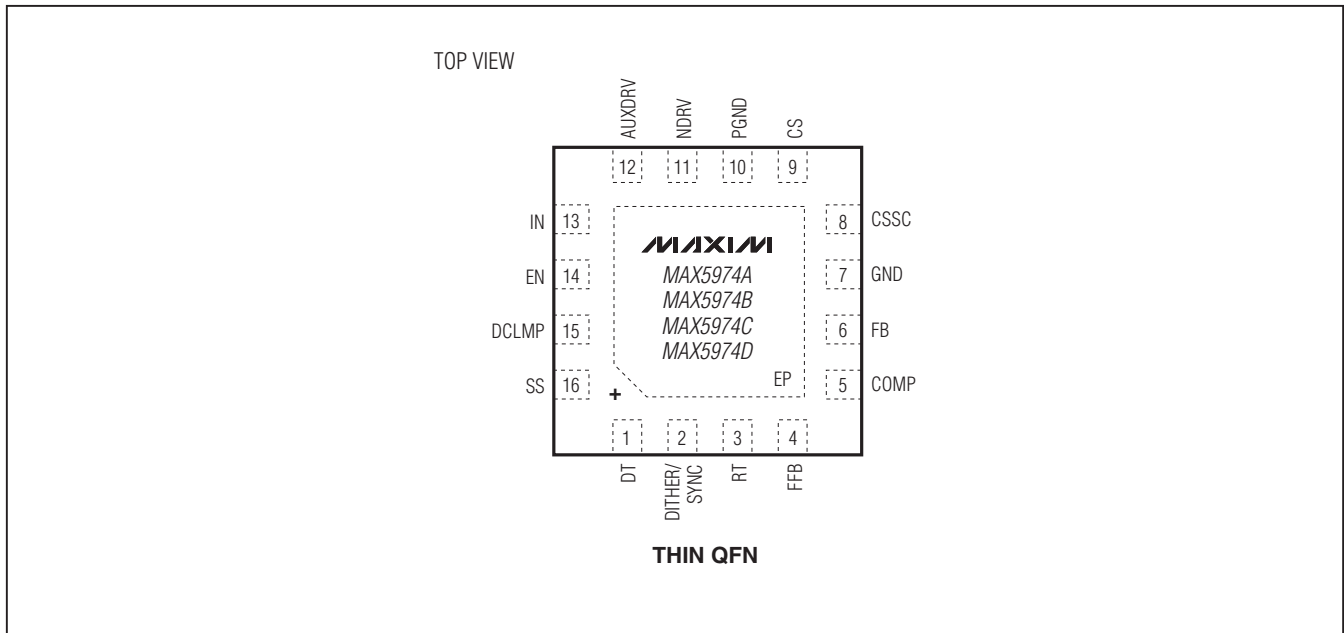 TOP VIEW
AUXDRV
NDRV
PGND
CS
12
11
10
9
IN
13
8
CSSC
MAXIM
MAX5974A
MAX5974B
MAX5974C
MAX5974D
EN
14
7
GND
DCLMP
15
6
FB
SS
16
EP
5
COMP
+
1
2
3
4
DT
DITHER/
SYNC
RT
FFB
THIN QFN